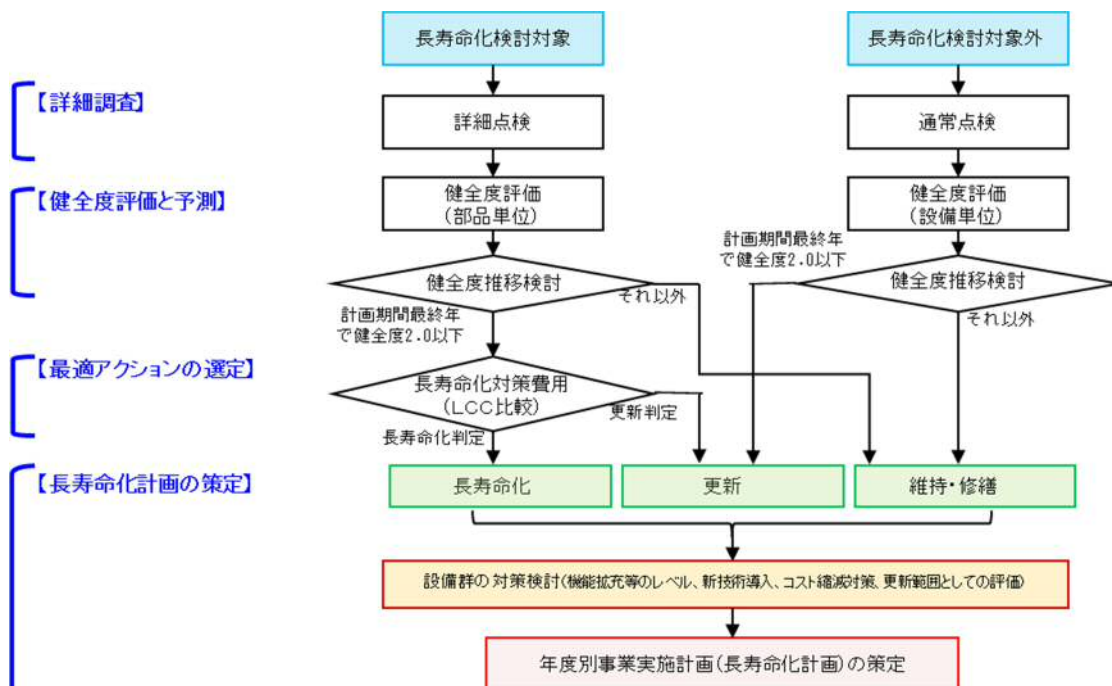 長寿命化検討対象
長寿命化検討対象外
【詳細調査】
詳細点検
通常点検
【健全度評価と予測】
健全度評価
(部品単位)
健全度評価
(設備単位)
計画期間最終年
で健全度2.0以下
健全度推移検討
健全度推移検討
それ以外
それ以外
計画期間最終年
で健全度2.0以下
【最適アクションの選定】
長寿命化対策費用
(LCC比較)
更新判定
長寿命化判定
【長寿命化計画の策定】
長寿命化
更新
維持・修繕
設備群の対策検討(機能拡充等のレベル、新技術導入、コスト縮減対策、更新範囲としての評価)
年度別事業実施計画(長寿命化計画)の策定